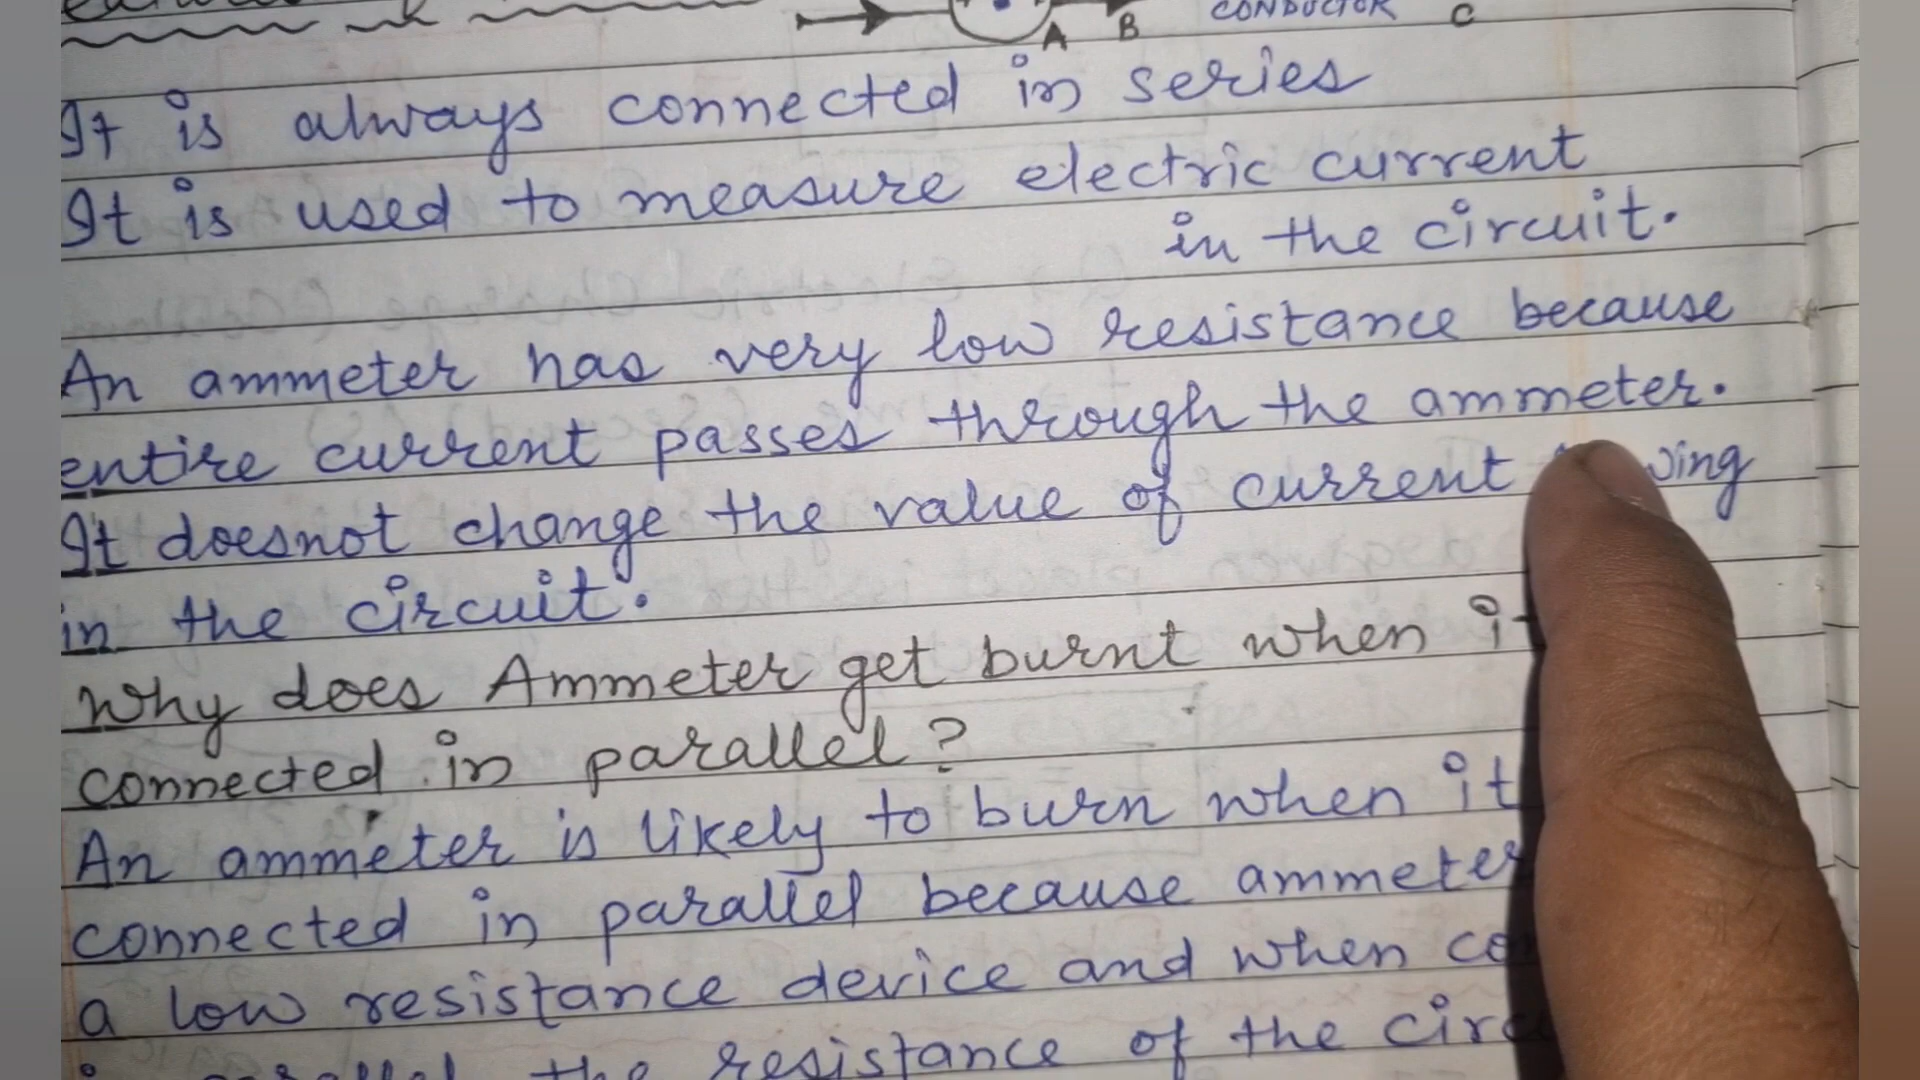 A B CONDUCTOR C
It is always connected in series
It is used to measure electric current
in the circuit.
An ammeter has very low resistance because
entire current passes through the ammeter.
It doesnot change the value of current
in the circuit.
Why does Ammeter get burnt when
connected in parallel?
An ammeter is likely to burn when it
connected in parallel because ammeter
a low resistance device and when
the resistance of the